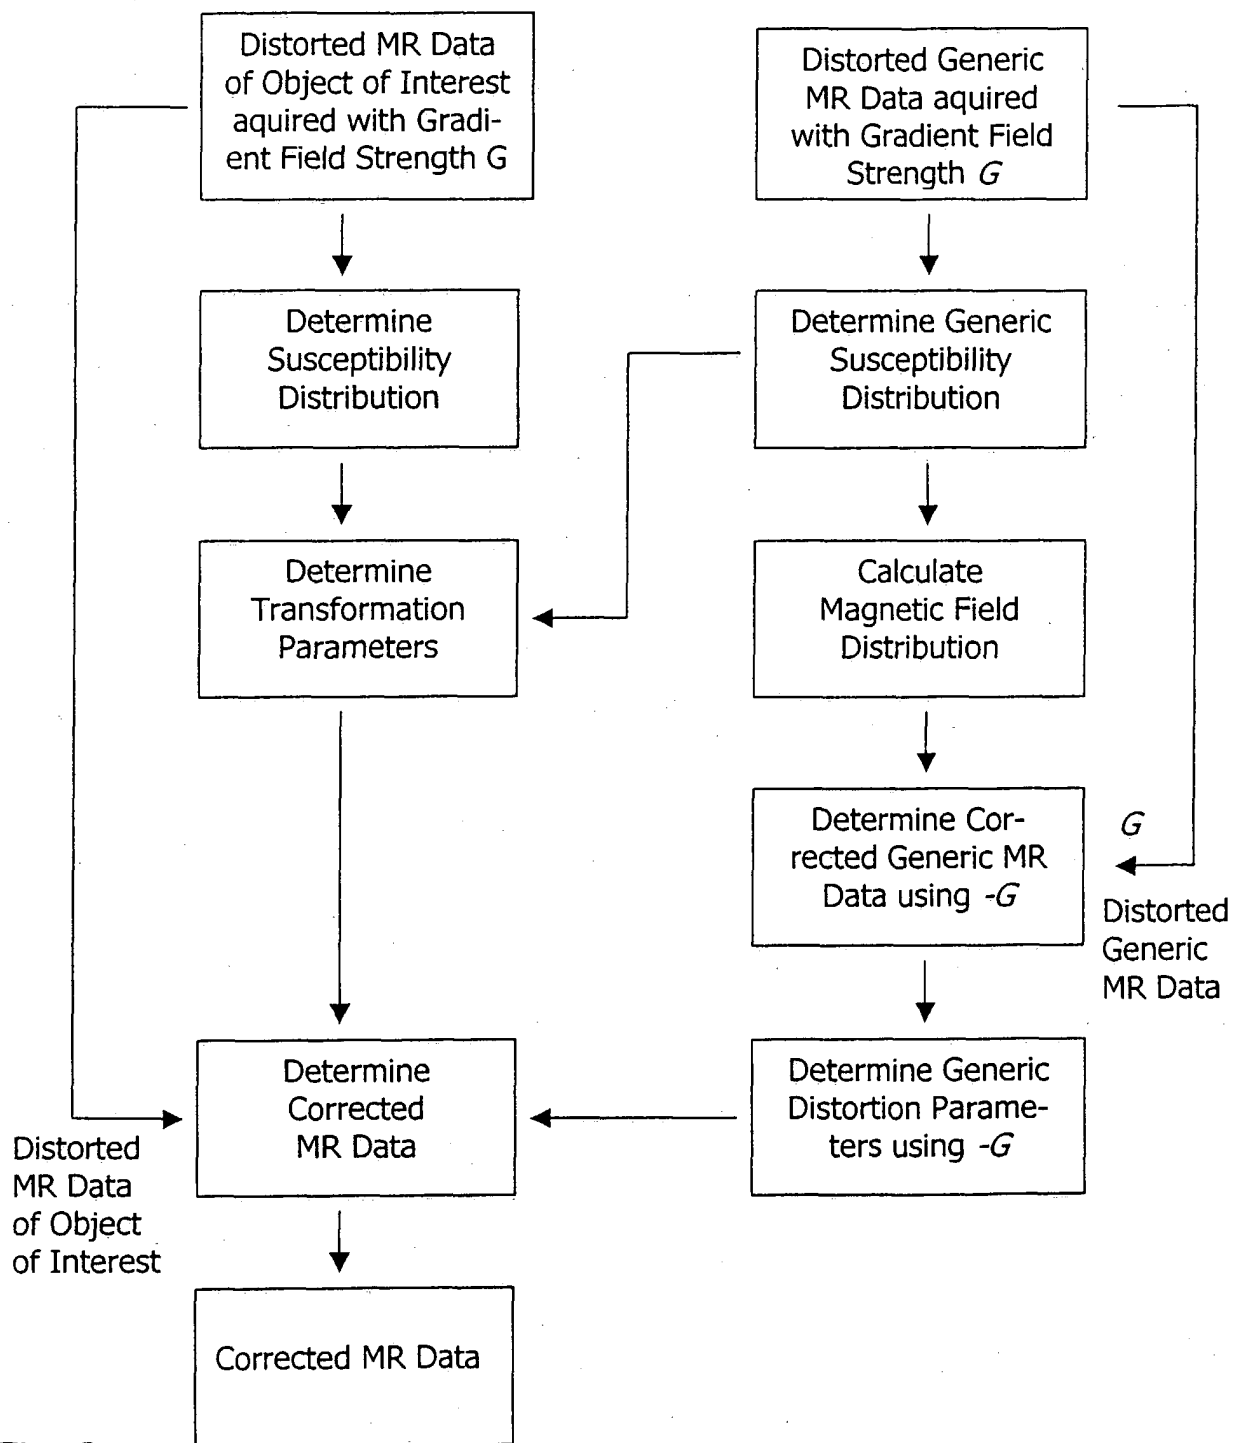 Distorted MR Data
of Object of Interest
aquired with Gradi-
ent Field Strength G
Distorted Generic
MR Data aquired
with Gradient Field
Strength G
Determine
Susceptibility
Distribution
Determine Generic
Susceptibility
Distribution
Determine
Transformation
Parameters
Calculate
Magnetic Field
Distribution
Determine Cor-
rected Generic MR
Data using -G
G
Distorted
Generic
MR Data
Determine
Corrected
MR Data
Determine Generic
Distortion Parame-
ters using -G
Distorted
MR Data
of Object
of Interest
Corrected MR Data